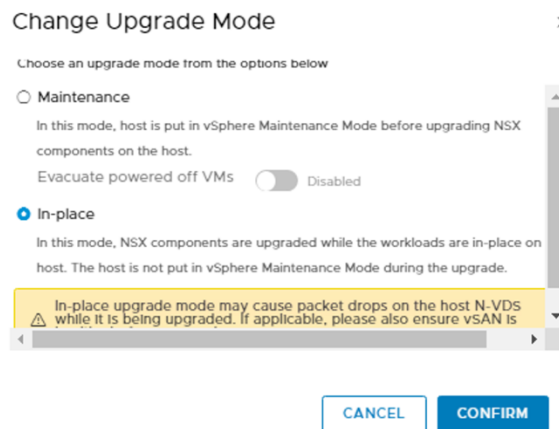 Change Upgrade Mode
Choose an upgrade mode from the options below
Maintenance
In this mode, host is put in vSphere Maintenance Mode before upgrading NSX
components on the host.
Evacuate powered off VMs Disabled
In-place
In this mode, NSX components are upgraded while the workloads are in-place on
host. The host is not put in vSphere Maintenance Mode during the upgrade.
In-place upgrade mode may cause packet drops on the host N-VDS
while it is being upgraded. If applicable, please also ensure vSAN is
CANCEL CONFIRM